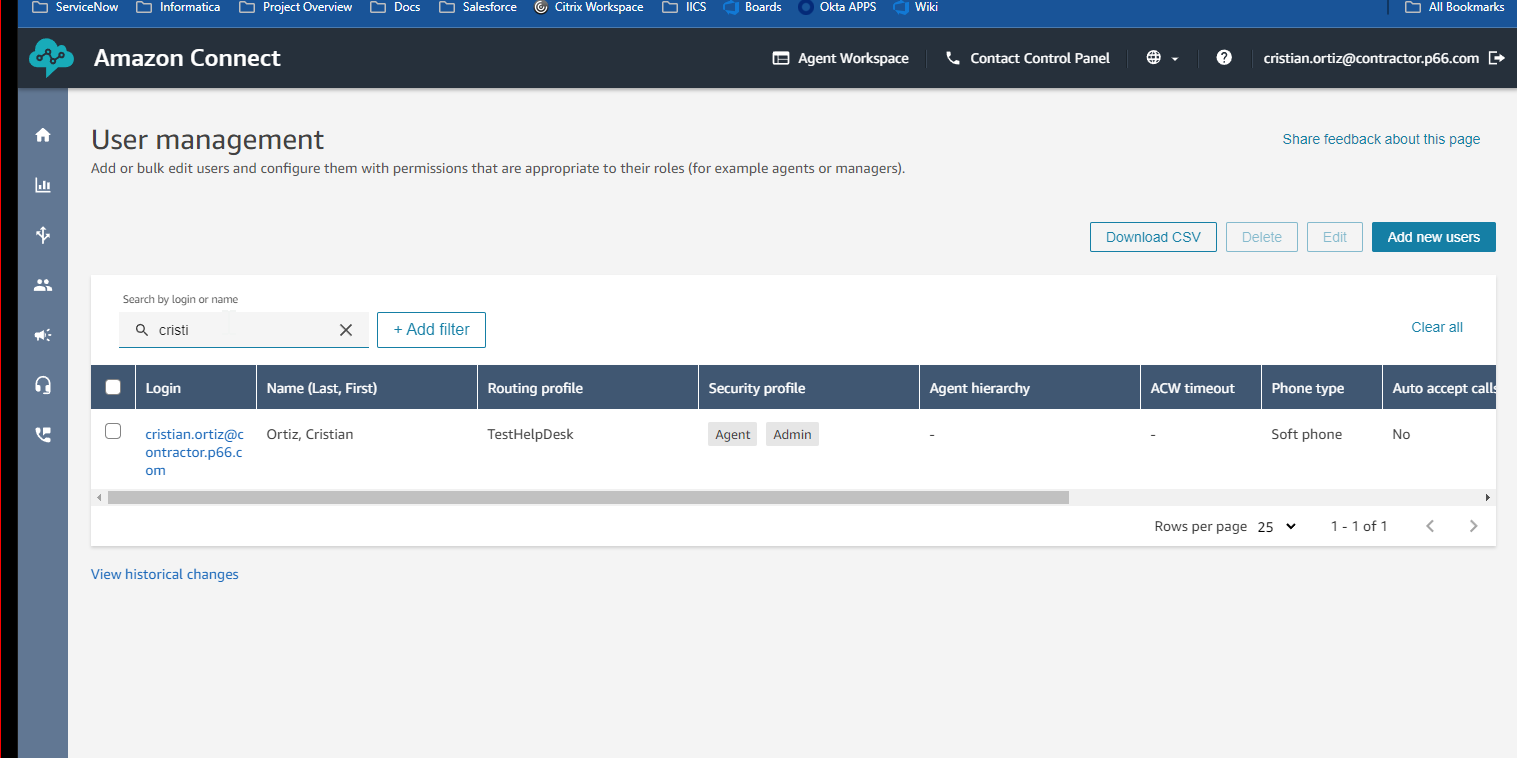 ServiceNow Informatica Project Overview Docs Salesforce Citrix Workspace IICS Boards Okta APPS Wiki All Bookmarks
Amazon Connect Agent Workspace Contact Control Panel cristian.ortiz@contractor.p66.com
User management
Share feedback about this page
Add or bulk edit users and configure them with permissions that are appropriate to their roles (for example agents or managers).
Download CSV Delete Edit Add new users
Search by login or name
cristi + Add filter Clear all
Login Name (Last, First) Routing profile Security profile Agent hierarchy ACW timeout Phone type Auto accept calls
cristian.ortiz@c Ortiz, Cristian TestHelpDesk Agent Admin - - Soft phone No
ontractor.p66.c
om
Rows per page 25 1 - 1 of 1
View historical changes